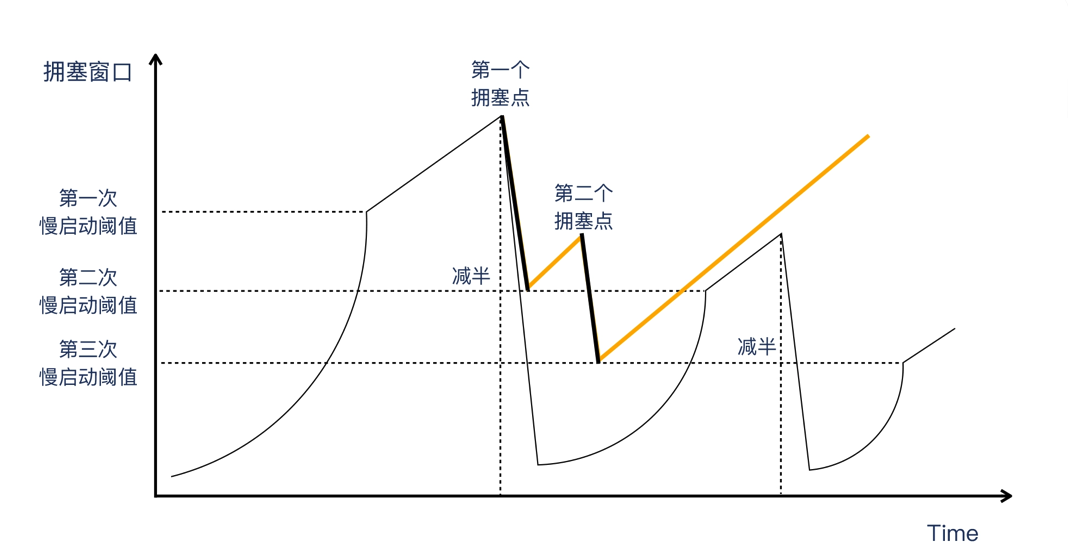 拥塞窗口
第一个
拥塞点
第一次
慢启动阈值
第二个
拥塞点
第二次
慢启动阈值
减半
第三次
慢启动阈值
减半
Time